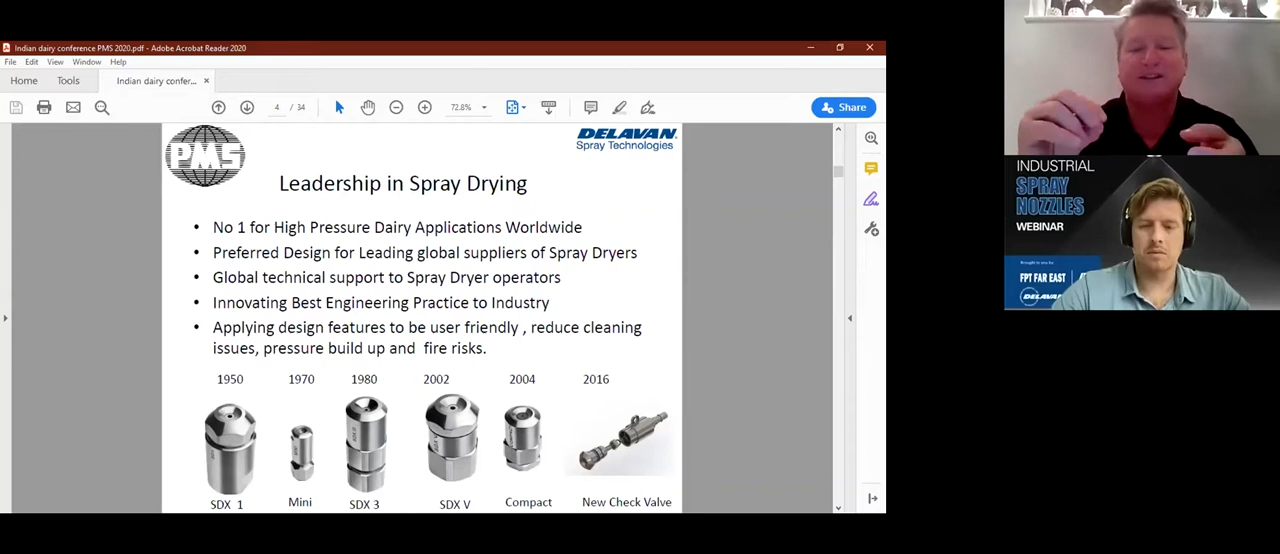 Indian dairy conference PMS 2020.pdf - Adobe Acrobat Reader 2020
File Edit View Window Help
Home Tools Indian dairy confer... ×
4 / 34 72.8% Share
PMS
DELAVAN
Spray Technologies
Leadership in Spray Drying
• No 1 for High Pressure Dairy Applications Worldwide
• Preferred Design for Leading global suppliers of Spray Dryers
• Global technical support to Spray Dryer operators
• Innovating Best Engineering Practice to Industry
• Applying design features to be user friendly , reduce cleaning
issues, pressure build up and fire risks.
1950 1970 1980 2002 2004 2016
SDX 1 Mini SDX 3 SDX V Compact New Check Valve
INDUSTRIAL
SPRAY
NOZZLES
WEBINAR
Brought to you by
FPT FAR EAST
DELAVAN